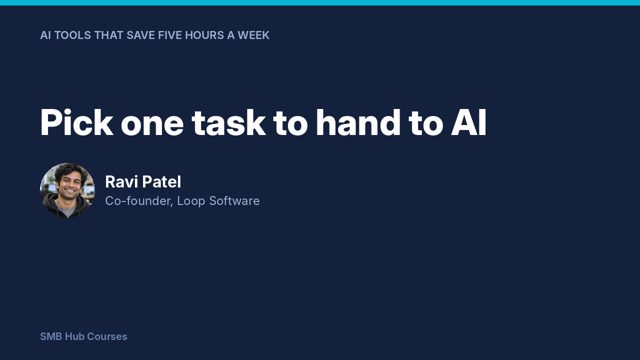 AI TOOLS THAT SAVE FIVE HOURS A WEEK
Pick one task to hand to AI
Ravi Patel
Co-founder, Loop Software
SMB Hub Courses